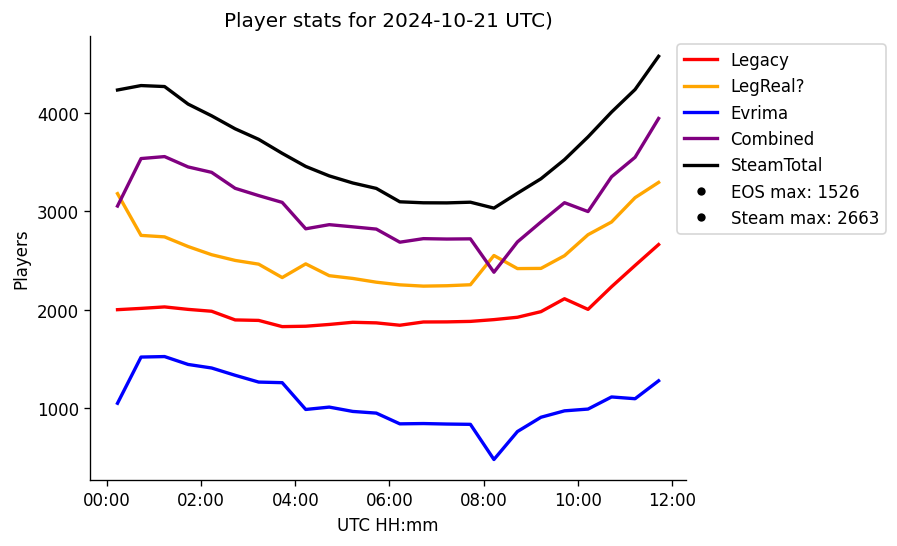 Player stats for 2024-10-21 UTC)
Legacy
LegReal?
Evrima
Combined
SteamTotal
EOS max: 1526
Steam max: 2663
Players
4000
3000
2000
1000
00:00 02:00 04:00 06:00 08:00 10:00 12:00
UTC HH:mm